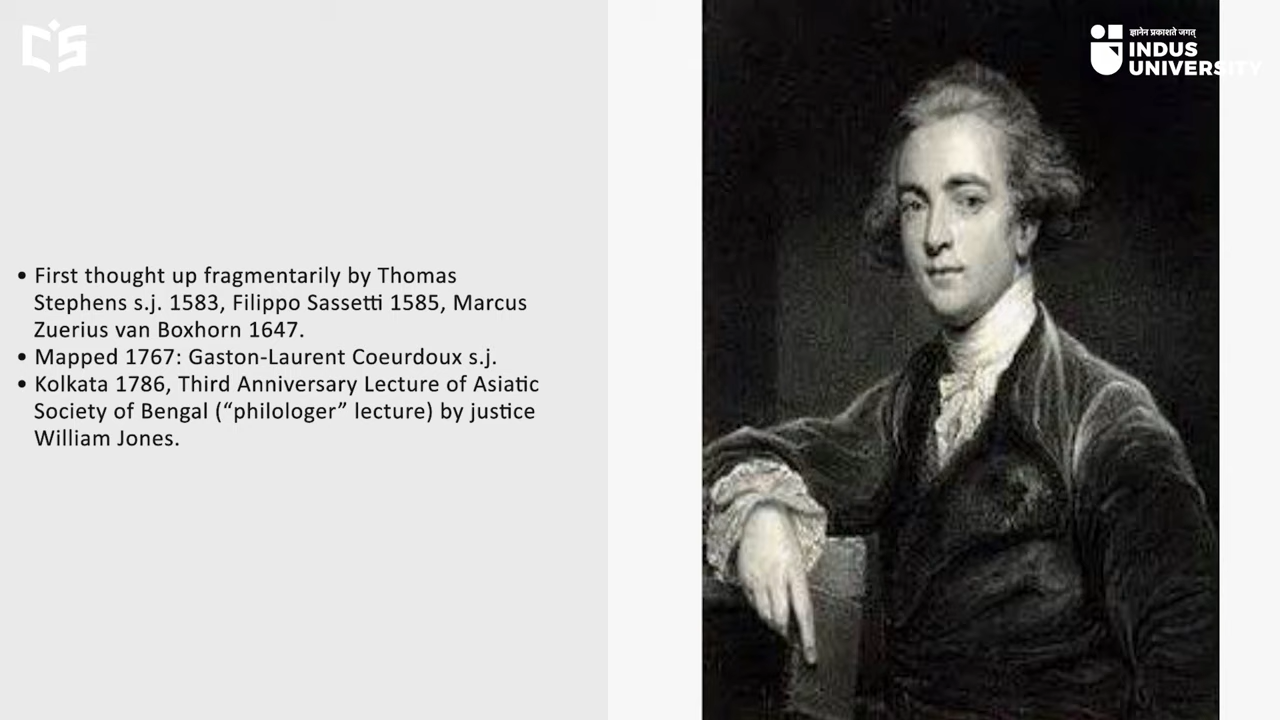 CIS
ज्ञानेन प्रकाशते जगत्
INDUS
UNIVERSITY
• First thought up fragmentarily by Thomas
Stephens s.j. 1583, Filippo Sassetti 1585, Marcus
Zuerius van Boxhorn 1647.
• Mapped 1767: Gaston-Laurent Coeurdoux s.j.
• Kolkata 1786, Third Anniversary Lecture of Asiatic
Society of Bengal (“philologer” lecture) by justice
William Jones.